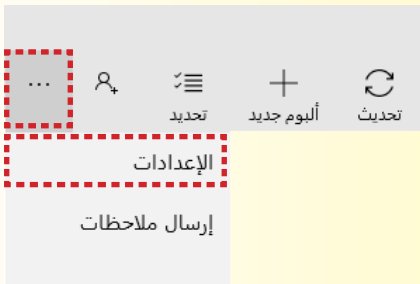 تحديث
ألبوم جديد
تحديد
...
الإعدادات
إرسال ملاحظات